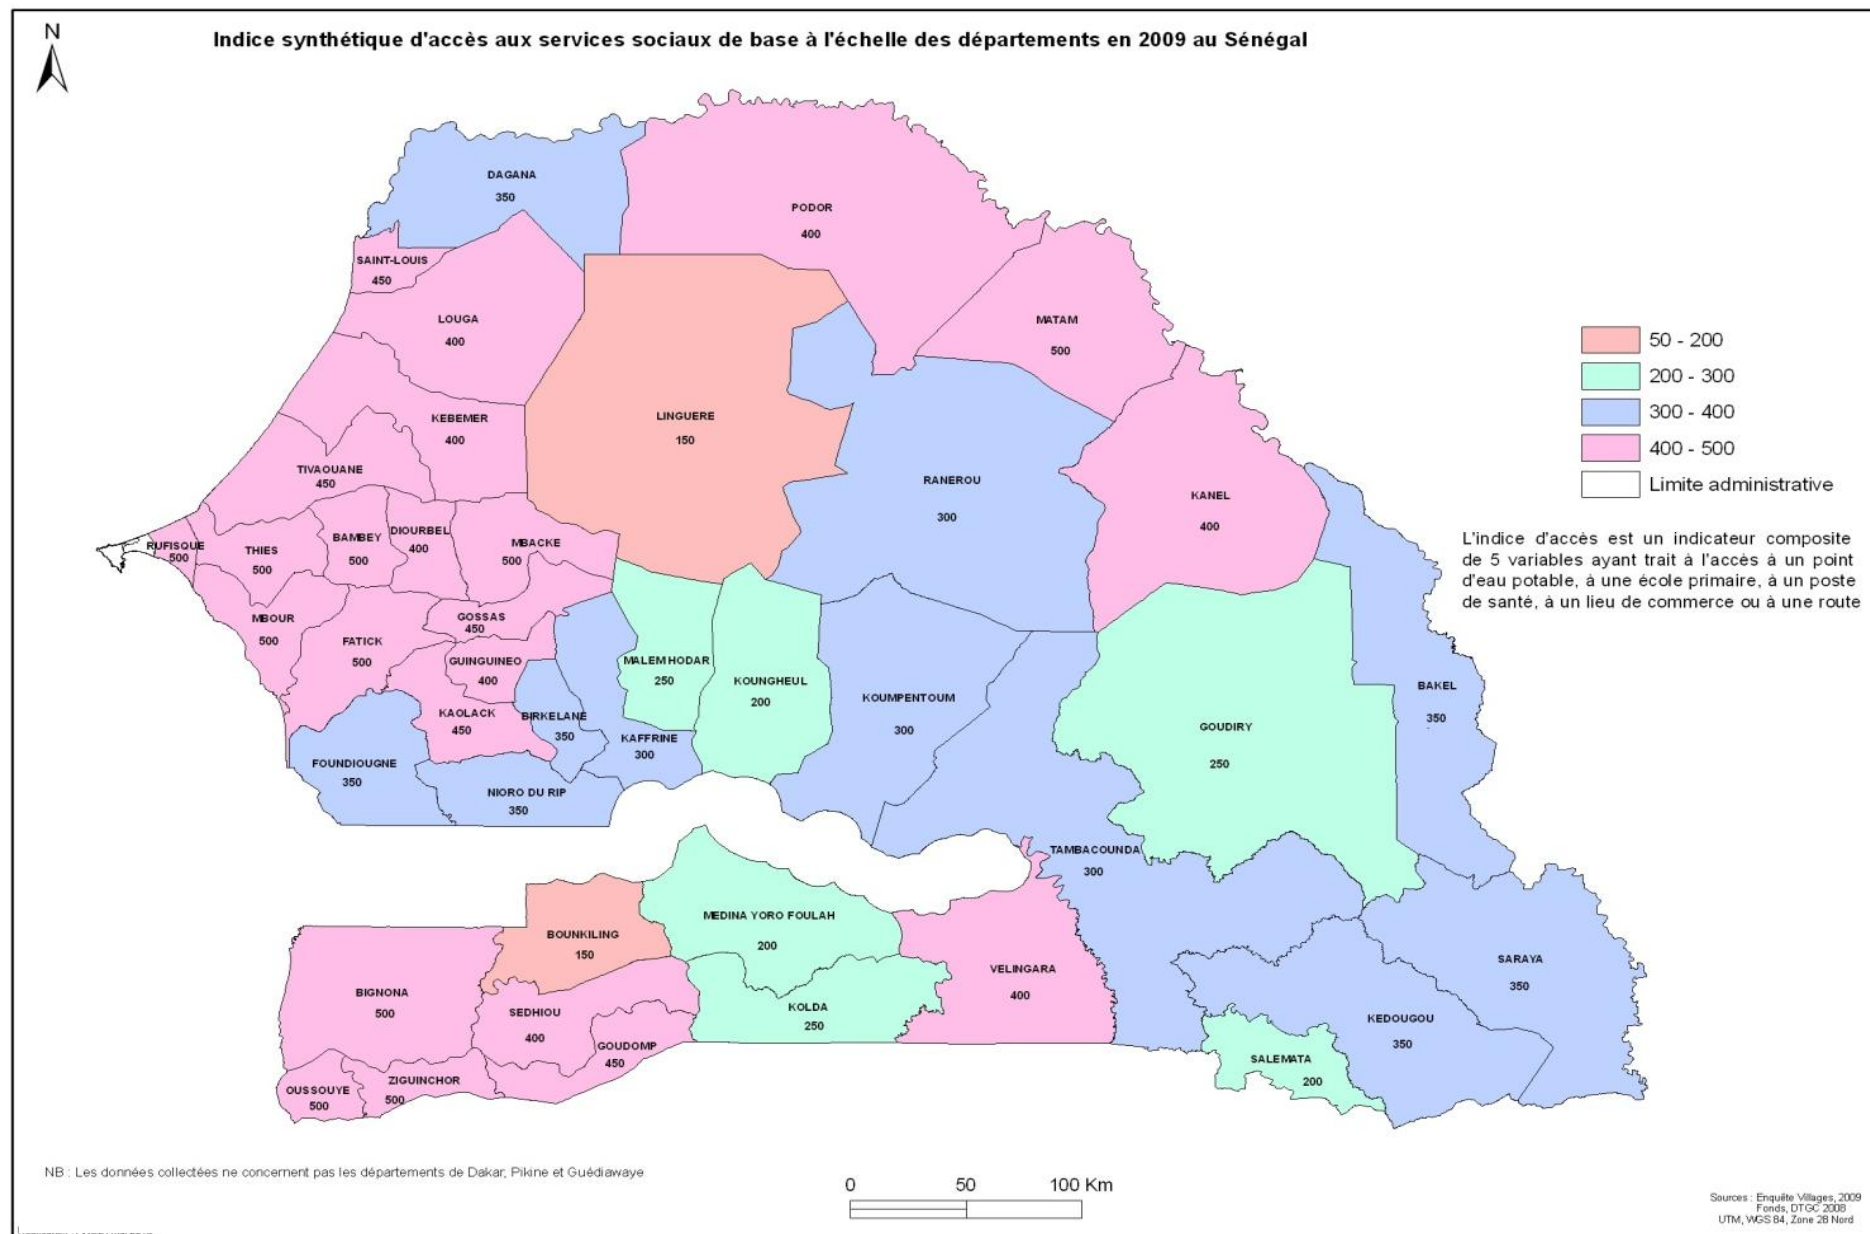 N
Indice synthétique d'accès aux services sociaux de base à l'échelle des départements en 2009 au Sénégal
DAGANA
350
PODOR
400
SAINT-LOUIS
450
LOUGA
400
MATAM
500
LINGUERE
150
KEBEMER
400
TIVAOUANE
450
RANEROU
300
KANEL
400
RUFISQUE
500
THIES
500
BAMBEY
500
DIOURBEL
400
MBACKE
500
MBOUR
500
FATICK
500
GOSSAS
450
GUINGUINEO
400
MALEM HODAR
250
KOUNGHEUL
200
KOUMPENTOUM
300
GOUDIRY
250
BAKEL
350
KAOLACK
450
BIRKELANE
350
KAFFRINE
300
FOUNDIOUGNE
350
NIORO DU RIP
350
TAMBACOUNDA
300
MEDINA YORO FOULAH
200
BOUNKILING
150
VELINGARA
400
SARAYA
350
BIGNONA
500
SEDHIOU
400
KOLDA
250
KEDOUGOU
350
GOUDOMP
450
SALEMATA
200
OUSSOUYE
500
ZIGUINCHOR
500
50 - 200
200 - 300
300 - 400
400 - 500
Limite administrative
L'indice d'accès est un indicateur composite
de 5 variables ayant trait à l'accès à un point
d'eau potable, à une école primaire, à un poste
de santé, à un lieu de commerce ou à une route
NB : Les données collectées ne concernent pas les départements de Dakar, Pikine et Guédiawaye
0 50 100 Km
Sources : Enquête Villages, 2009
Fonds, DTGC 2008
UTM, WGS 84, Zone 28 Nord